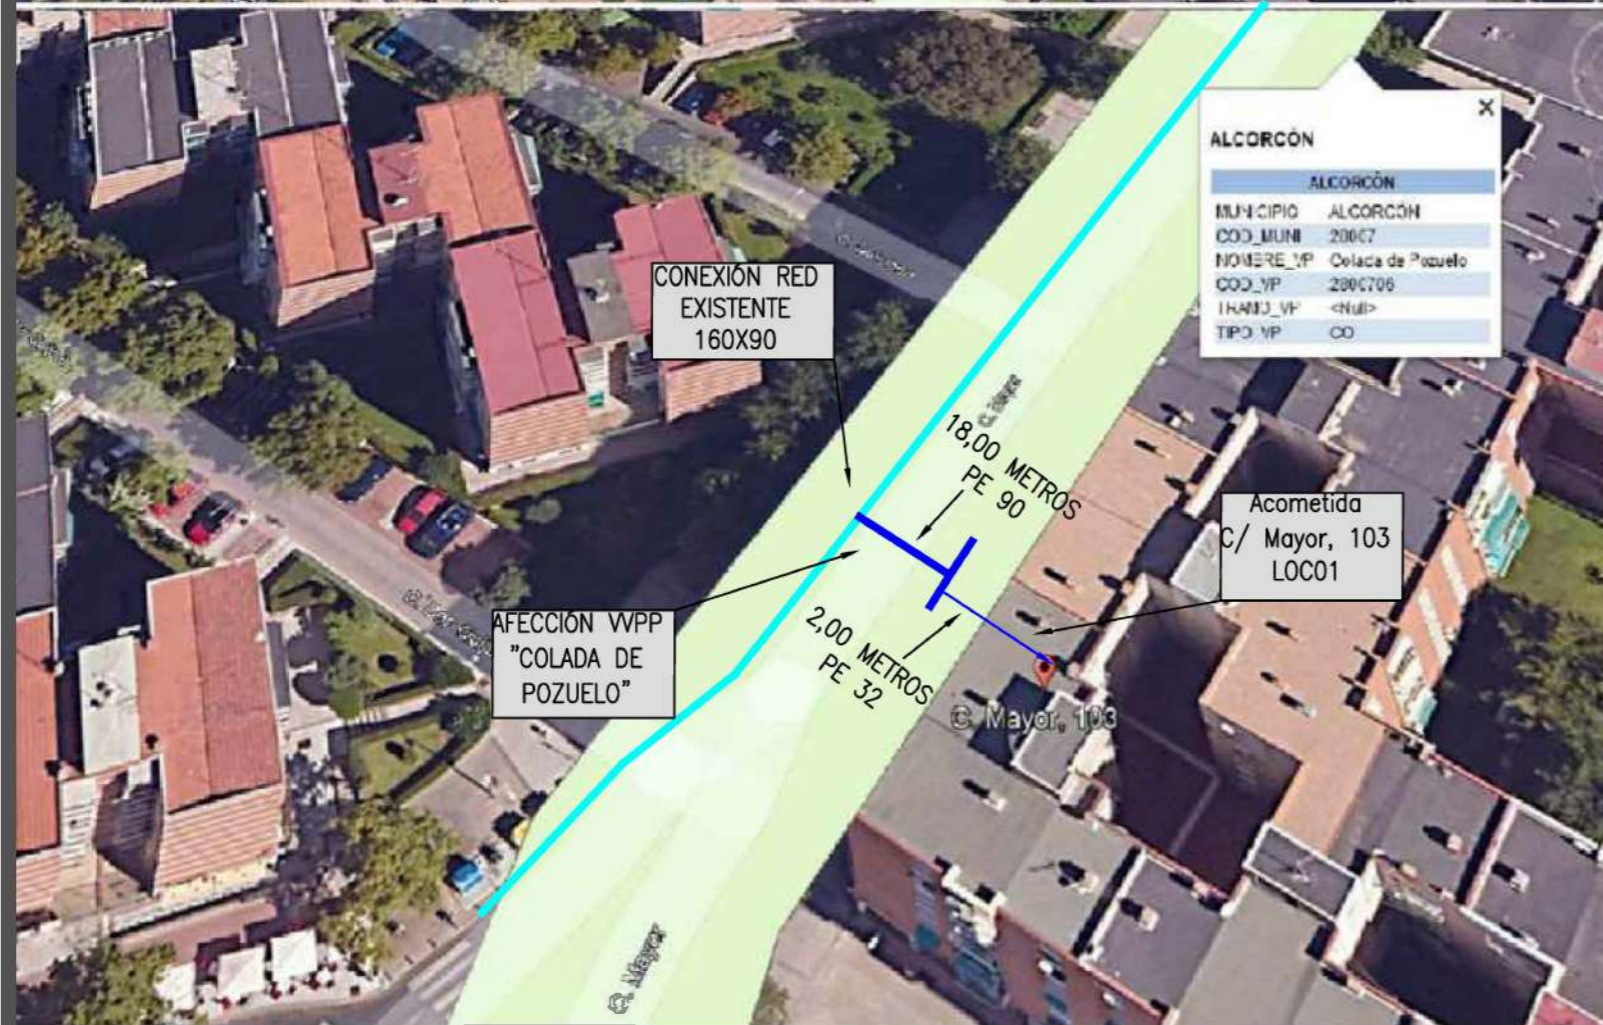 ALCORCÓN
ALCORCÓN
MUNICIPIO ALCORCÓN
COD_MUNI 28007
NOMBRE_VP Colada de Pozuelo
COD_VP 2800706
TRAMO_VP <Null>
TIPO_VP CO
CONEXIÓN RED
EXISTENTE
160X90
C. Mayor
18,00 METROS
PE 90
Acometida
C/ Mayor, 103
LOC01
AFECCIÓN VVPP
"COLADA DE
POZUELO"
2,00 METROS
PE 32
C. Mayor, 103
C. Mayor